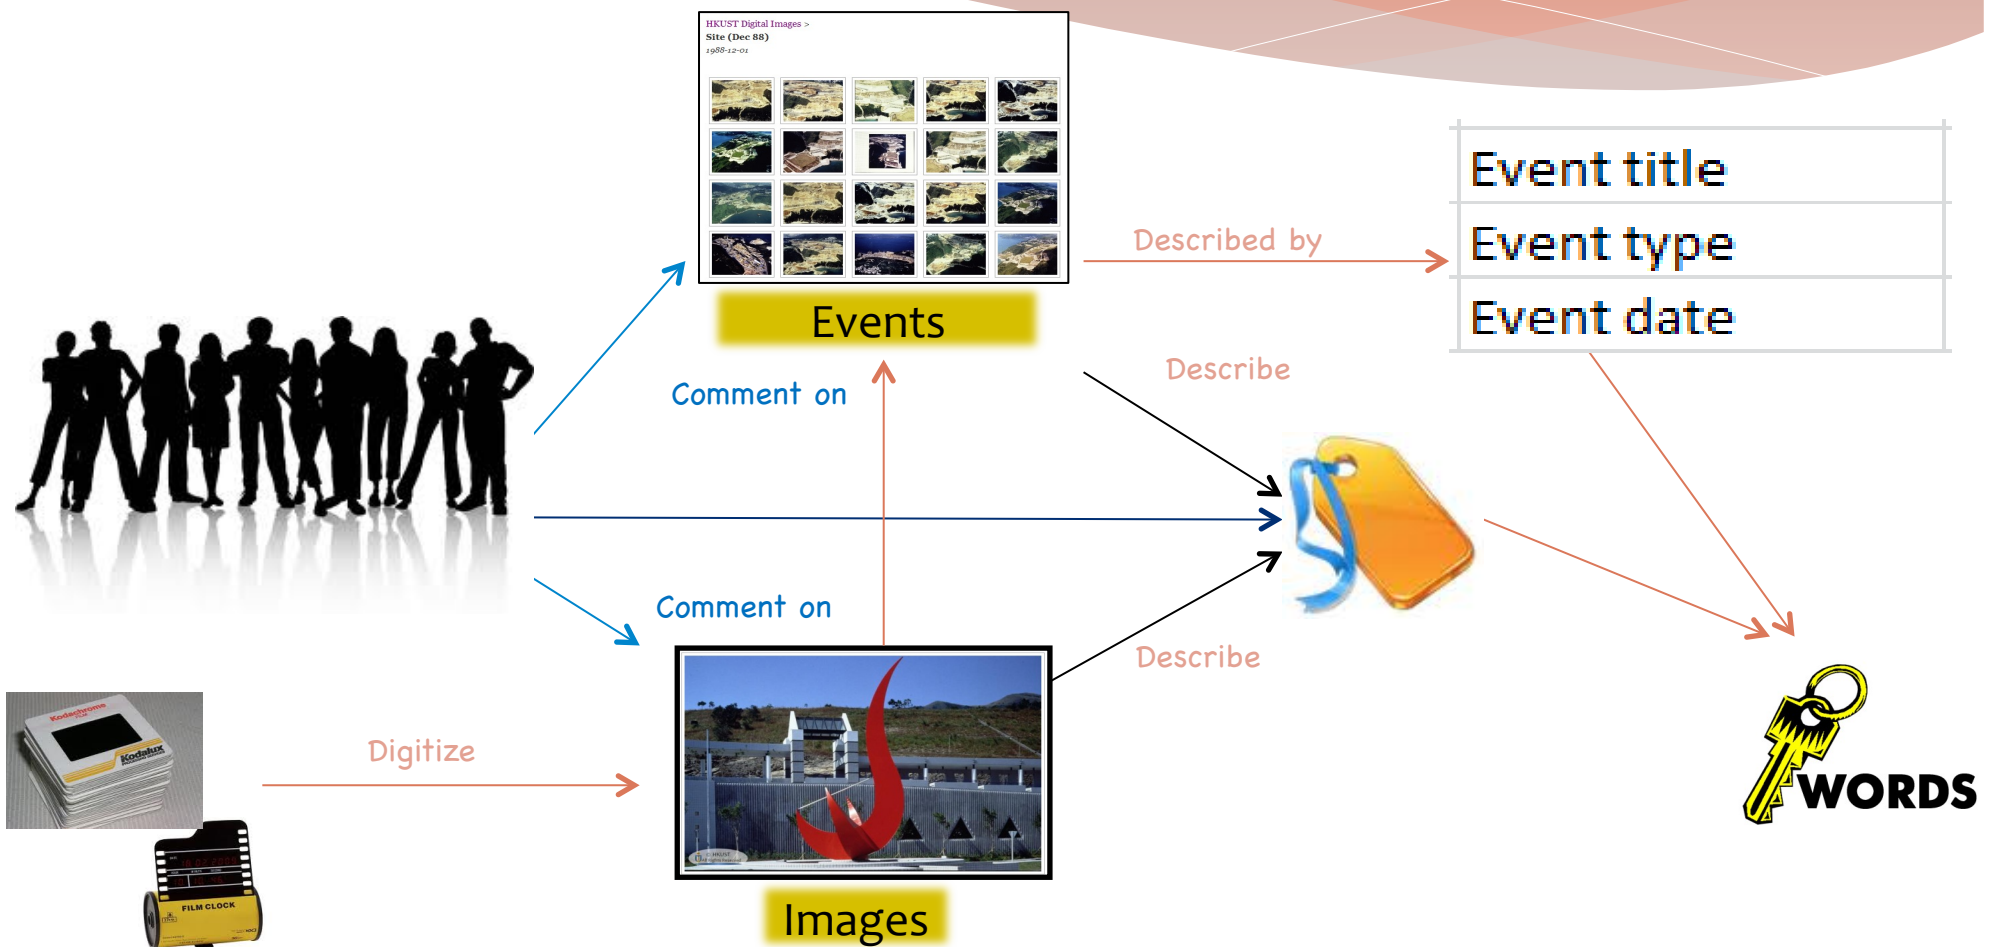 HKUST Digital Images >
Site (Dec 88)
1988-12-01
Events
Described by
Event title
Event type
Event date
Comment on
Describe
Comment on
Describe
Digitize
Kodachrome
Kodalux
FILM CLOCK
WORDS
Images